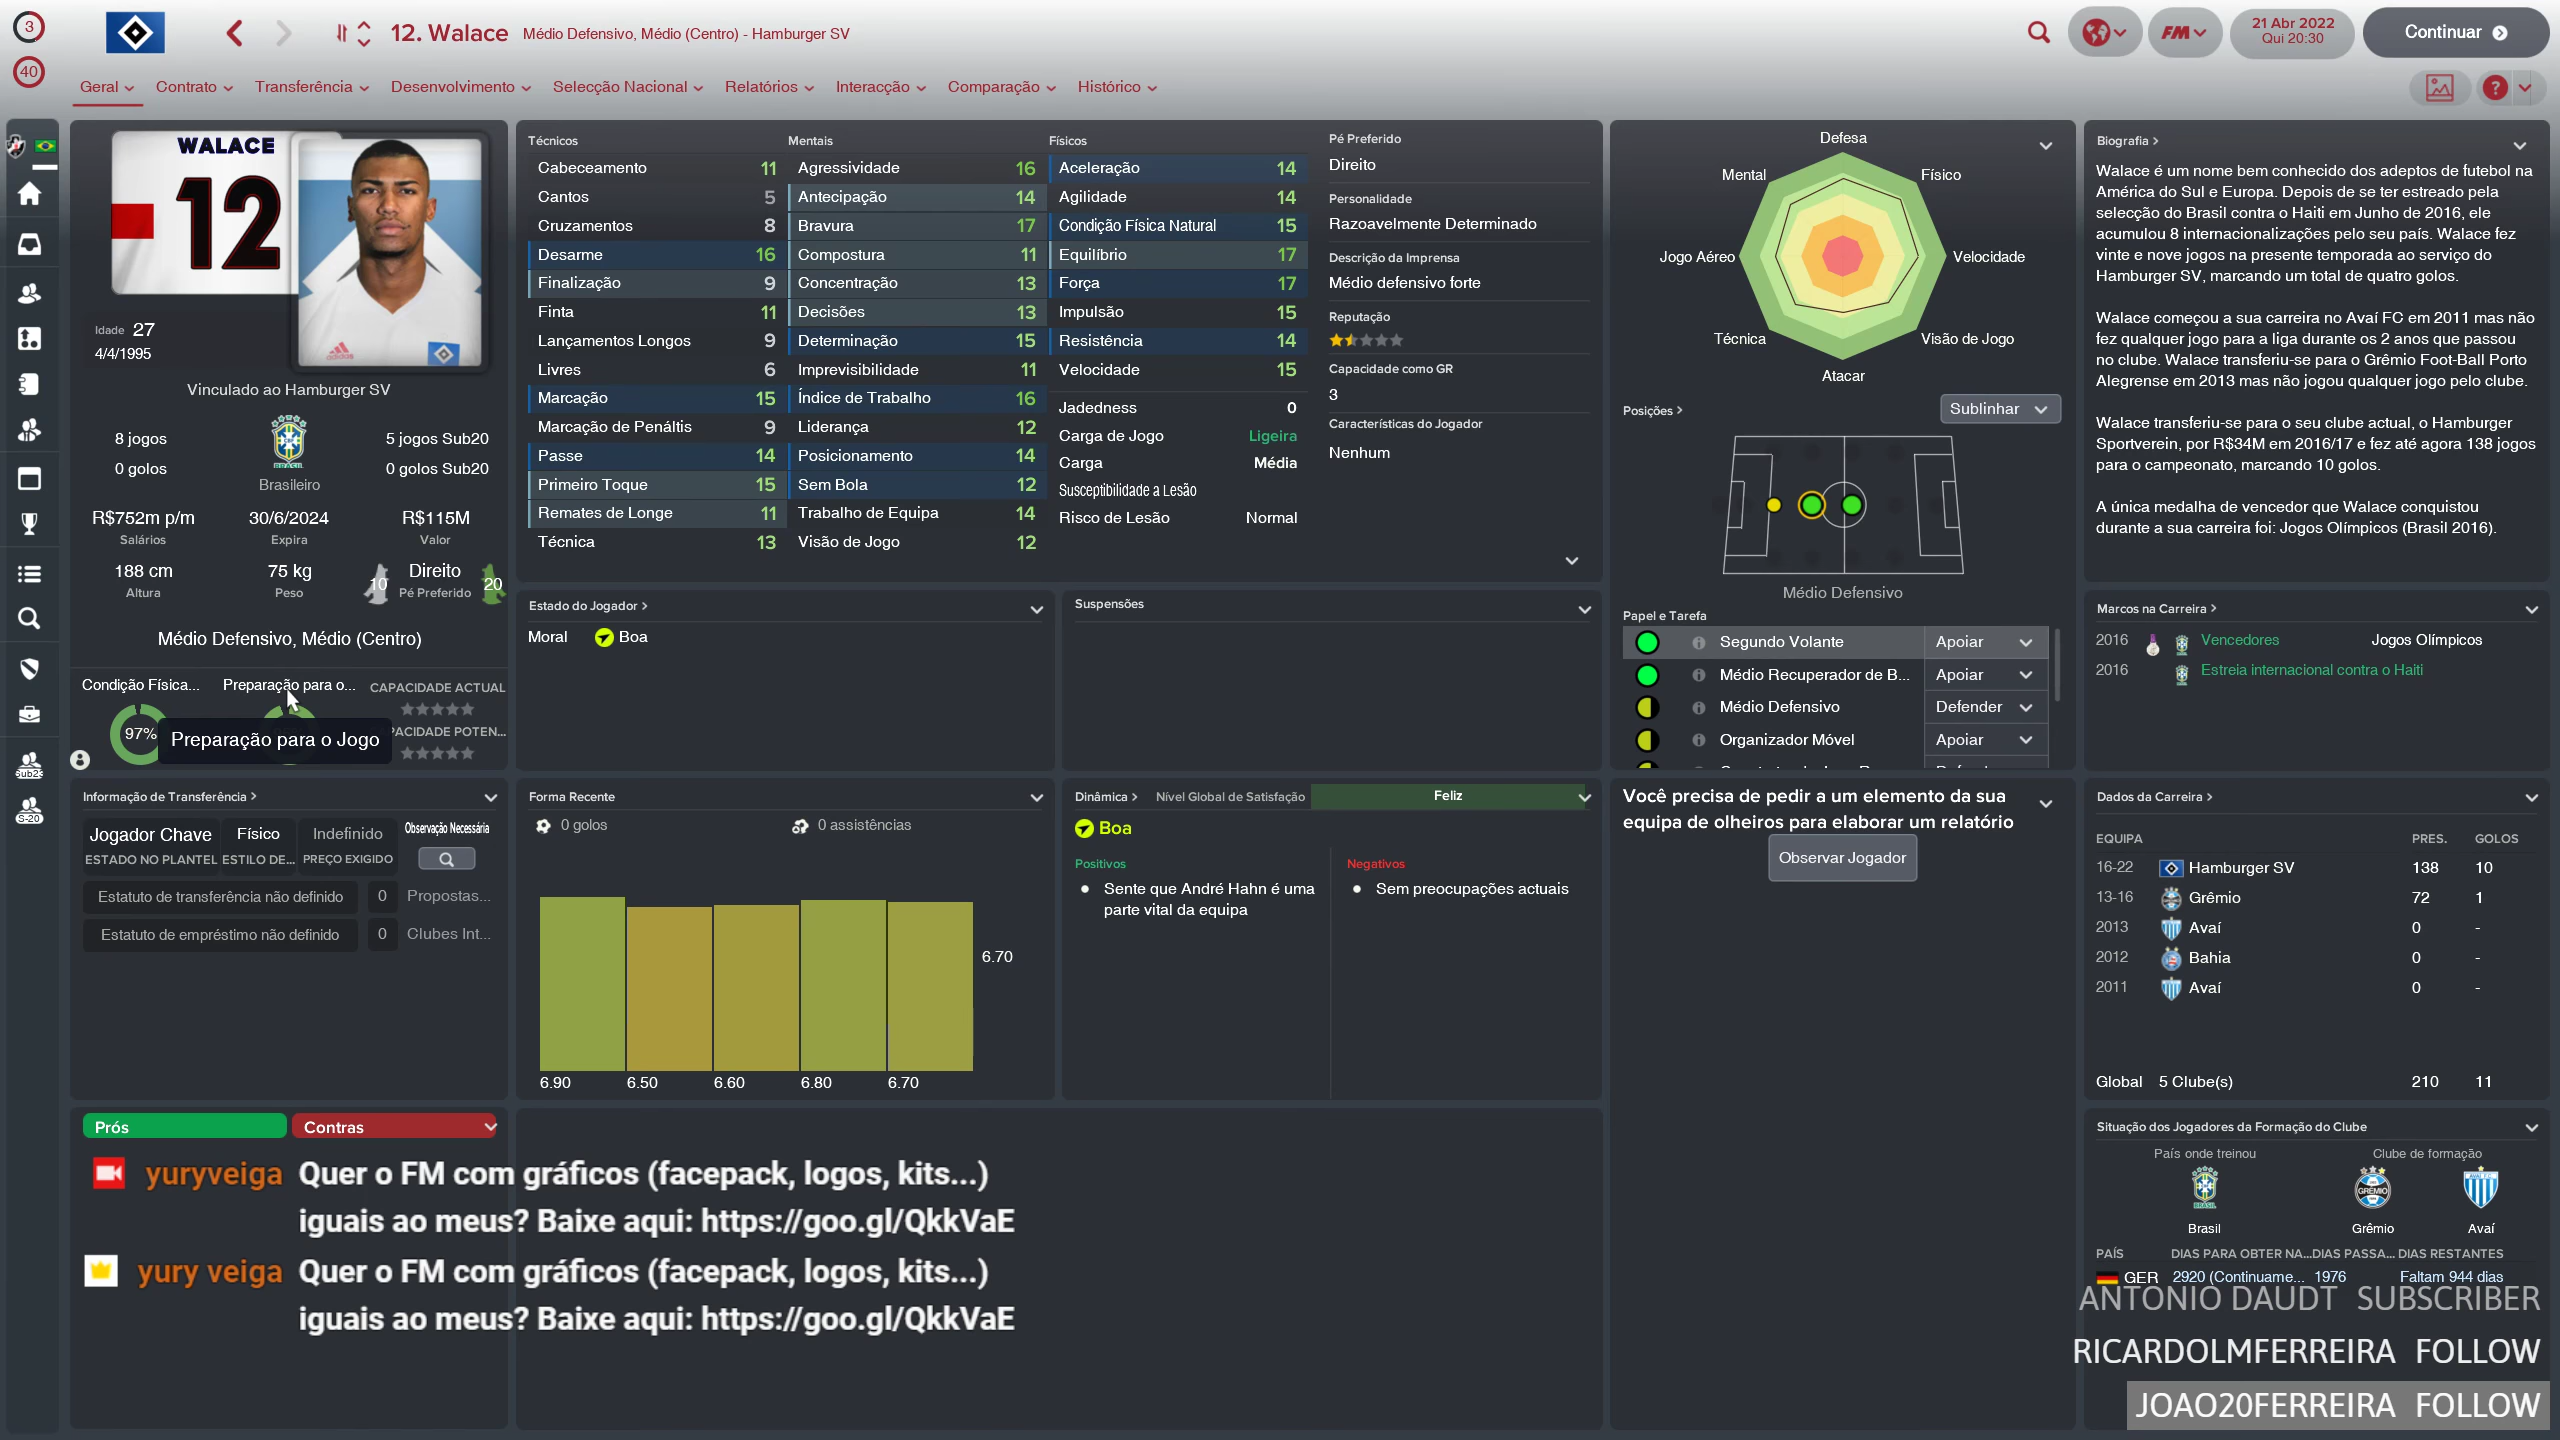 3
40
12. Walace
Médio Defensivo, Médio (Centro) - Hamburger SV
FM
21 Abr 2022
Qui 20:30
Continuar
Geral
Contrato
Transferência
Desenvolvimento
Selecção Nacional
Relatórios
Interacção
Comparação
Histórico
WALACE
12
adidas
Idade 27
4/4/1995
Vinculado ao Hamburger SV
8 jogos
0 golos
BRASIL
Brasileiro
5 jogos Sub20
0 golos Sub20
R$752m p/m
Salários
30/6/2024
Expira
R$115M
Valor
188 cm
Altura
75 kg
Peso
10
Direito
Pé Preferido
20
Médio Defensivo, Médio (Centro)
Condição Física...
97%
Preparação para o...
Preparação para o Jogo
CAPACIDADE ACTUAL
PACIDADE POTEN...
Sub23
S-20
Técnicos
Cabeceamento 11
Cantos 5
Cruzamentos 8
Desarme 16
Finalização 9
Finta 11
Lançamentos Longos 9
Livres 6
Marcação 15
Marcação de Penáltis 9
Passe 14
Primeiro Toque 15
Remates de Longe 11
Técnica 13
Mentais
Agressividade 16
Antecipação 14
Bravura 17
Compostura 11
Concentração 13
Decisões 13
Determinação 15
Imprevisibilidade 11
Índice de Trabalho 16
Liderança 12
Posicionamento 14
Sem Bola 12
Trabalho de Equipa 14
Visão de Jogo 12
Físicos
Aceleração 14
Agilidade 14
Condição Física Natural 15
Equilíbrio 17
Força 17
Impulsão 15
Resistência 14
Velocidade 15
Jadedness 0
Carga de Jogo Ligeira
Carga Média
Susceptibilidade a Lesão
Risco de Lesão Normal
Pé Preferido
Direito
Personalidade
Razoavelmente Determinado
Descrição da Imprensa
Médio defensivo forte
Reputação
Capacidade como GR
3
Características do Jogador
Nenhum
Defesa
Mental
Físico
Jogo Aéreo
Velocidade
Técnica
Visão de Jogo
Atacar
Posições
Sublinhar
Médio Defensivo
Papel e Tarefa
Segundo Volante Apoiar
Médio Recuperador de B... Apoiar
Médio Defensivo Defender
Organizador Móvel Apoiar
Biografia
Walace é um nome bem conhecido dos adeptos de futebol na
América do Sul e Europa. Depois de se ter estreado pela
selecção do Brasil contra o Haiti em Junho de 2016, ele
acumulou 8 internacionalizações pelo seu país. Walace fez
vinte e nove jogos na presente temporada ao serviço do
Hamburger SV, marcando um total de quatro golos.
Walace começou a sua carreira no Avaí FC em 2011 mas não
fez qualquer jogo para a liga durante os 2 anos que passou
no clube. Walace transferiu-se para o Grêmio Foot-Ball Porto
Alegrense em 2013 mas não jogou qualquer jogo pelo clube.
Walace transferiu-se para o seu clube actual, o Hamburger
Sportverein, por R$34M em 2016/17 e fez até agora 138 jogos
para o campeonato, marcando 10 golos.
A única medalha de vencedor que Walace conquistou
durante a sua carreira foi: Jogos Olímpicos (Brasil 2016).
Estado do Jogador
Moral Boa
Suspensões
Marcos na Carreira
2016 Vencedores Jogos Olímpicos
2016 Estreia internacional contra o Haiti
Informação de Transferência
Jogador Chave
ESTADO NO PLANTEL
Físico
ESTILO DE...
Indefinido
PREÇO EXIGIDO
Observação Necessária
Estatuto de transferência não definido 0 Propostas...
Estatuto de empréstimo não definido 0 Clubes Int...
Forma Recente
0 golos
0 assistências
6.70
6.90 6.50 6.60 6.80 6.70
Dinâmica
Nível Global de Satisfação
Feliz
Boa
Positivos
Sente que André Hahn é uma
parte vital da equipa
Negativos
Sem preocupações actuais
Você precisa de pedir a um elemento da sua
equipa de olheiros para elaborar um relatório
Observar Jogador
Dados da Carreira
EQUIPA PRES. GOLOS
16-22 Hamburger SV 138 10
13-16 Grêmio 72 1
2013 Avaí 0 -
2012 Bahia 0 -
2011 Avaí 0 -
Global 5 Clube(s) 210 11
Prós
Contras
yuryveiga Quer o FM com gráficos (facepack, logos, kits...)
iguais ao meus? Baixe aqui: https://goo.gl/QkkVaE
yury veiga Quer o FM com gráficos (facepack, logos, kits...)
iguais ao meus? Baixe aqui: https://goo.gl/QkkVaE
Situação dos Jogadores da Formação do Clube
País onde treinou
Clube de formação
Brasil
Grêmio
Avaí
PAÍS DIAS PARA OBTER NA... DIAS PASSA... DIAS RESTANTES
GER 2920 (Continuame... 1976 Faltam 944 dias
ANTONIO DAUDT SUBSCRIBER
RICARDOLMFERREIRA FOLLOW
JOAO20FERREIRA FOLLOW